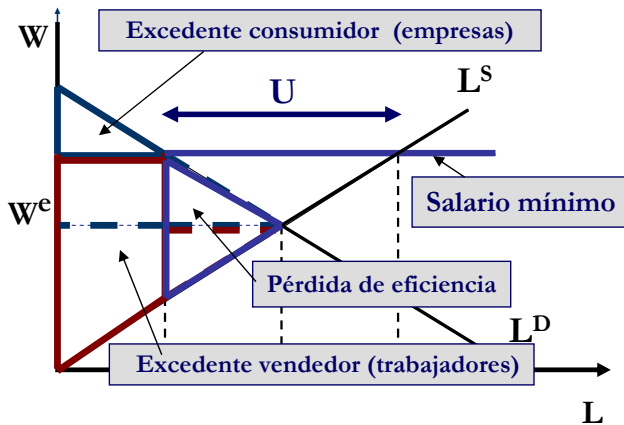 W
Excedente consumidor (empresas)
U
L^S
W^e
Salario mínimo
Pérdida de eficiencia
L^D
Excedente vendedor (trabajadores)
L